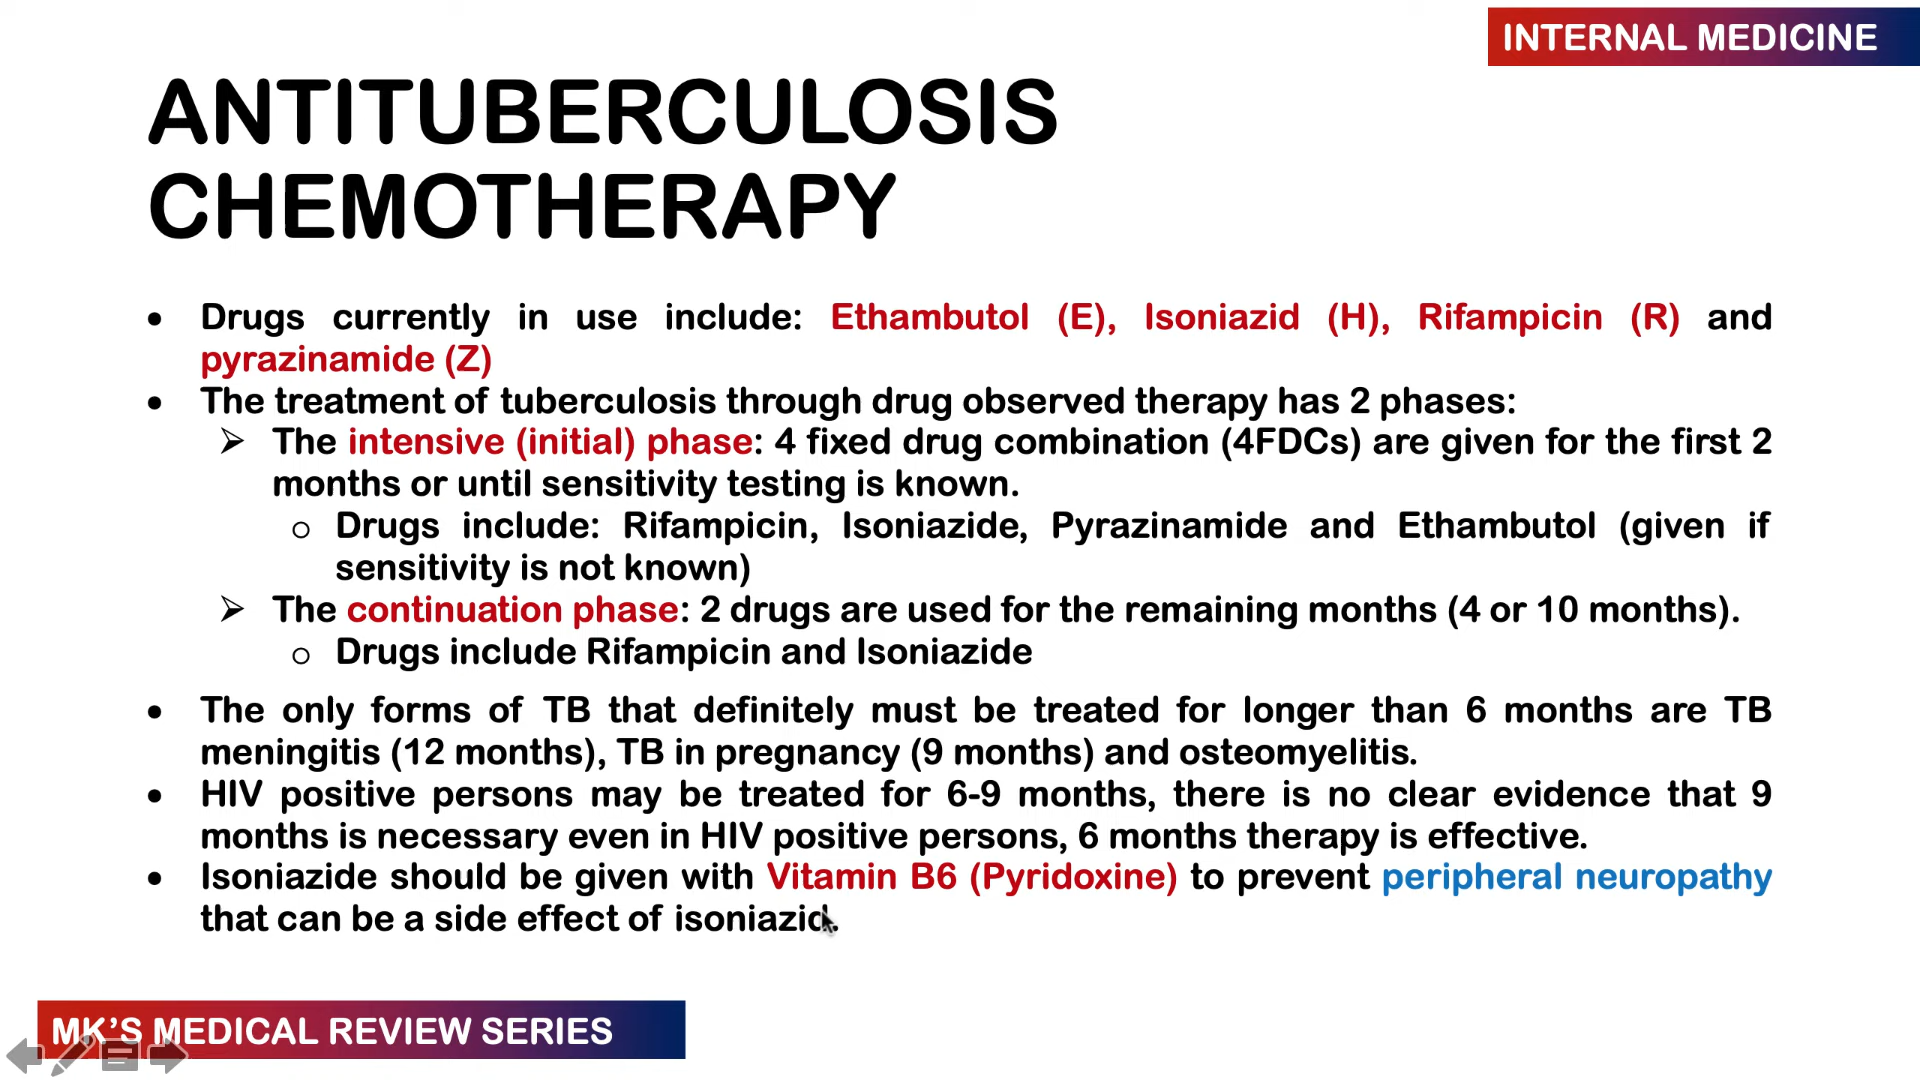 INTERNAL MEDICINE
ANTITUBERCULOSIS
CHEMOTHERAPY
• Drugs currently in use include: Ethambutol (E), Isoniazid (H), Rifampicin (R) and
pyrazinamide (Z)
• The treatment of tuberculosis through drug observed therapy has 2 phases:
➢ The intensive (initial) phase: 4 fixed drug combination (4FDCs) are given for the first 2
months or until sensitivity testing is known.
o Drugs include: Rifampicin, Isoniazide, Pyrazinamide and Ethambutol (given if
sensitivity is not known)
➢ The continuation phase: 2 drugs are used for the remaining months (4 or 10 months).
o Drugs include Rifampicin and Isoniazide
• The only forms of TB that definitely must be treated for longer than 6 months are TB
meningitis (12 months), TB in pregnancy (9 months) and osteomyelitis.
• HIV positive persons may be treated for 6-9 months, there is no clear evidence that 9
months is necessary even in HIV positive persons, 6 months therapy is effective.
• Isoniazide should be given with Vitamin B6 (Pyridoxine) to prevent peripheral neuropathy
that can be a side effect of isoniazid.
MK'S MEDICAL REVIEW SERIES